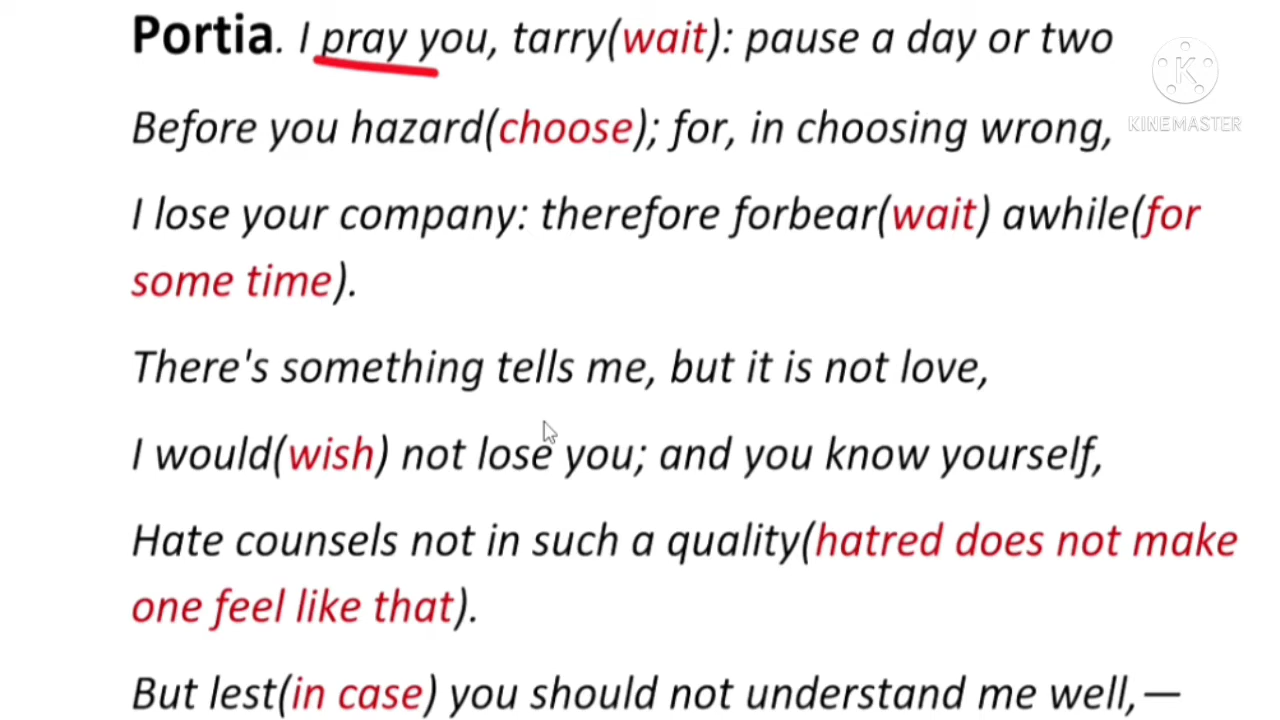 Portia. I pray you, tarry(wait): pause a day or two
K
KINEMASTER
Before you hazard(choose); for, in choosing wrong,
I lose your company: therefore forbear(wait) awhile(for
some time).
There's something tells me, but it is not love,
I would(wish) not lose you; and you know yourself,
Hate counsels not in such a quality(hatred does not make
one feel like that).
But lest(in case) you should not understand me well,—